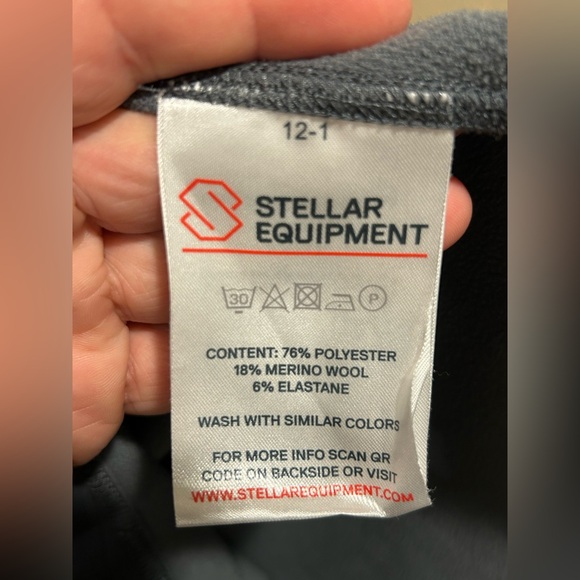 12-1
STELLAR
EQUIPMENT
30
P
CONTENT: 76% POLYESTER
18% MERINO WOOL
6% ELASTANE
WASH WITH SIMILAR COLORS
FOR MORE INFO SCAN QR
CODE ON BACKSIDE OR VISIT
WWW.STELLAREQUIPMENT.COM